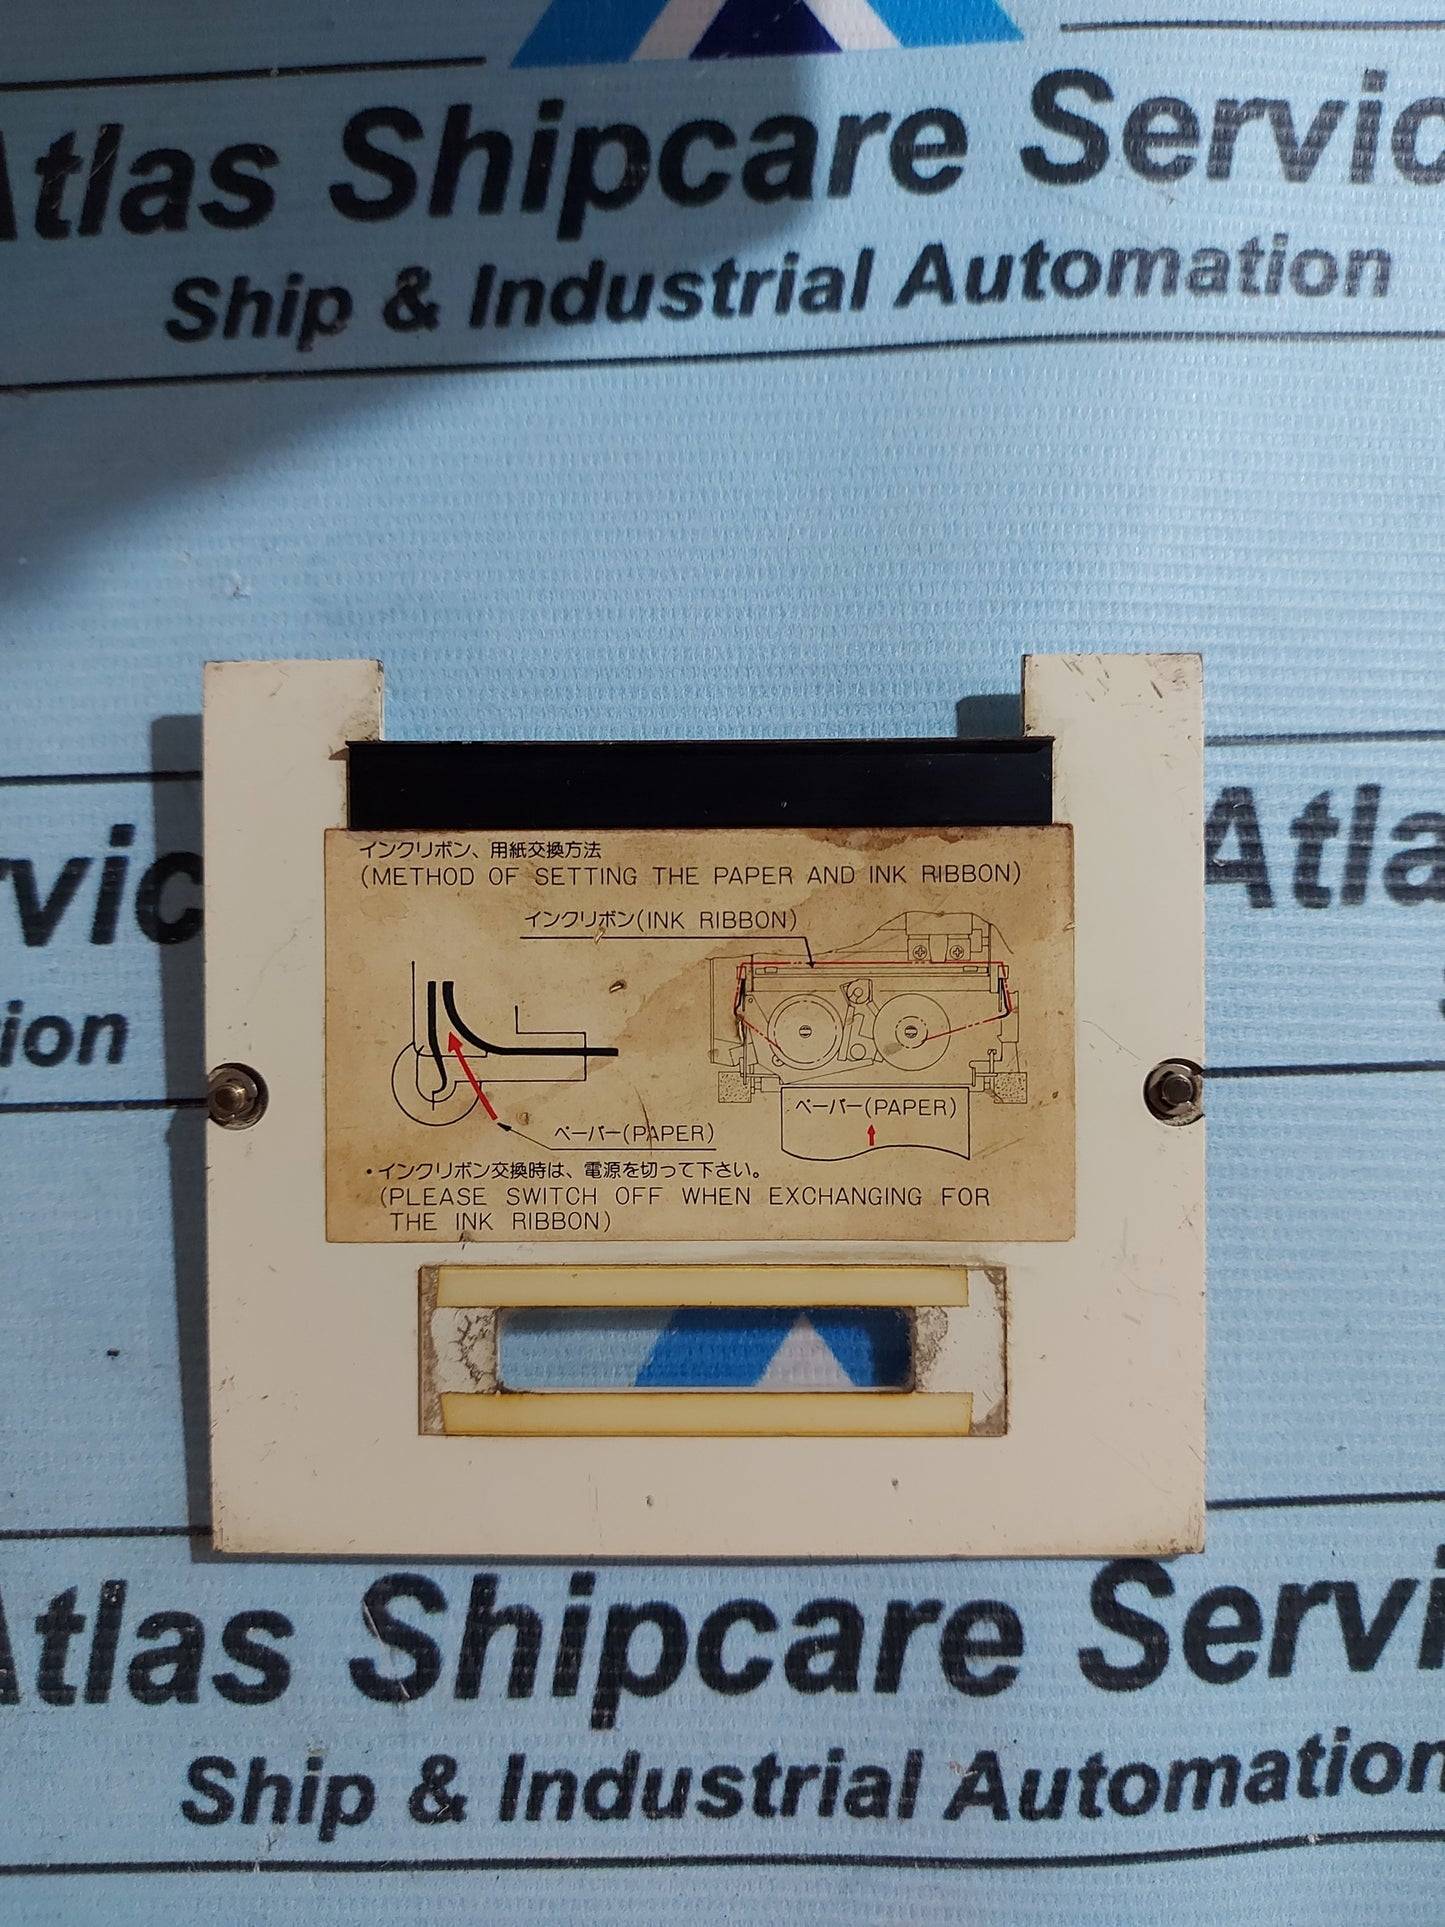 Atlas Shipcare Servic
Ship & Industrial Automation
インクリボン、用紙交換方法
(METHOD OF SETTING THE PAPER AND INK RIBBON)
インクリボン(INK RIBBON)
ペーパー(PAPER)
ペーパー(PAPER)
・インクリボン交換時は、電源を切って下さい。
(PLEASE SWITCH OFF WHEN EXCHANGING FOR
THE INK RIBBON)
rvic
Atla
ion
Atlas Shipcare Servi
Ship & Industrial Automation